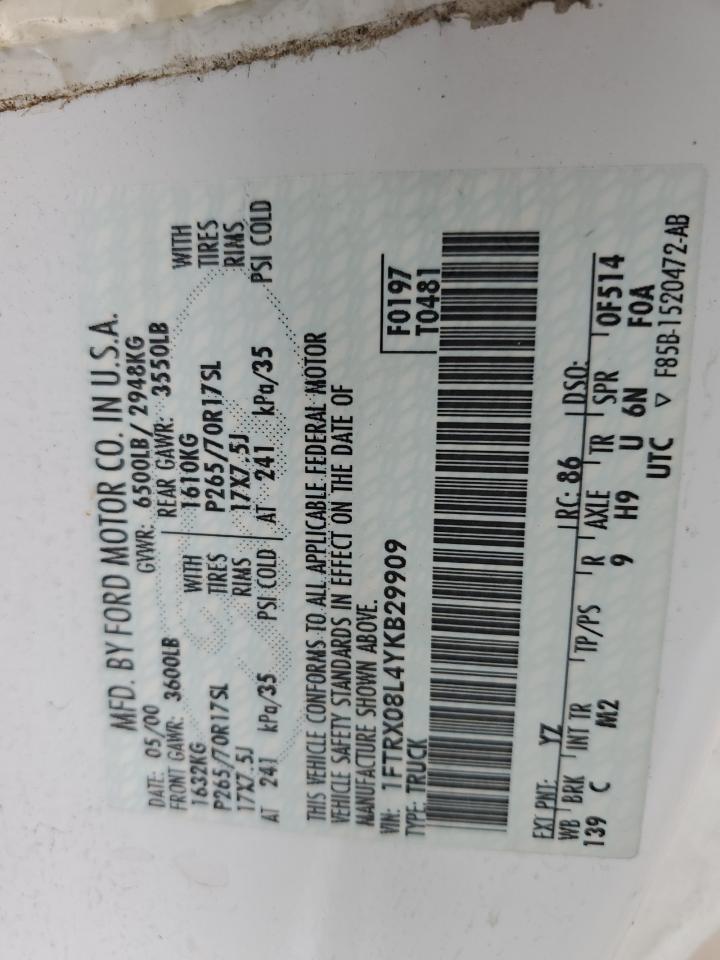 MFD. BY FORD MOTOR CO. IN U.S.A.
DATE: 05/00 GVWR: 6500LB/ 2948KG
FRONT GAWR: 3600LB REAR GAWR: 3550LB
1632KG WITH 1610KG WITH
P265/70R17SL TIRES P265/70R17SL TIRES
17X7.5J RIMS 17X7.5J RIMS
AT 241 kPa/35 PSI COLD AT 241 kPa/35 PSI COLD
THIS VEHICLE CONFORMS TO ALL APPLICABLE FEDERAL MOTOR
VEHICLE SAFETY STANDARDS IN EFFECT ON THE DATE OF
MANUFACTURE SHOWN ABOVE.
VIN: 1FTRX08L4YKB29909 F0197
TYPE: TRUCK T0481
EXT PNT: YZ RC: 86 DSO:
WB BRK INT TR TP/PS R AXLE TR SPR 0F514
139 C M2 9 H9 U 6N F0A
UTC ▽ F85B-1520472-AB